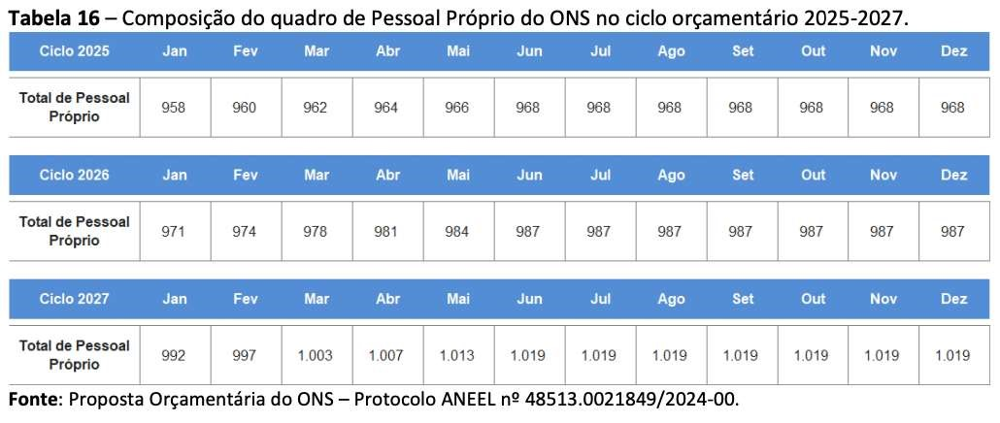 Tabela 16 – Composição do quadro de Pessoal Próprio do ONS no ciclo orçamentário 2025-2027.
Ciclo 2025 Jan Fev Mar Abr Mai Jun Jul Ago Set Out Nov Dez
Total de Pessoal
Próprio 958 960 962 964 966 968 968 968 968 968 968 968
Ciclo 2026 Jan Fev Mar Abr Mai Jun Jul Ago Set Out Nov Dez
Total de Pessoal
Próprio 971 974 978 981 984 987 987 987 987 987 987 987
Ciclo 2027 Jan Fev Mar Abr Mai Jun Jul Ago Set Out Nov Dez
Total de Pessoal
Próprio 992 997 1.003 1.007 1.013 1.019 1.019 1.019 1.019 1.019 1.019 1.019
Fonte: Proposta Orçamentária do ONS – Protocolo ANEEL nº 48513.0021849/2024-00.